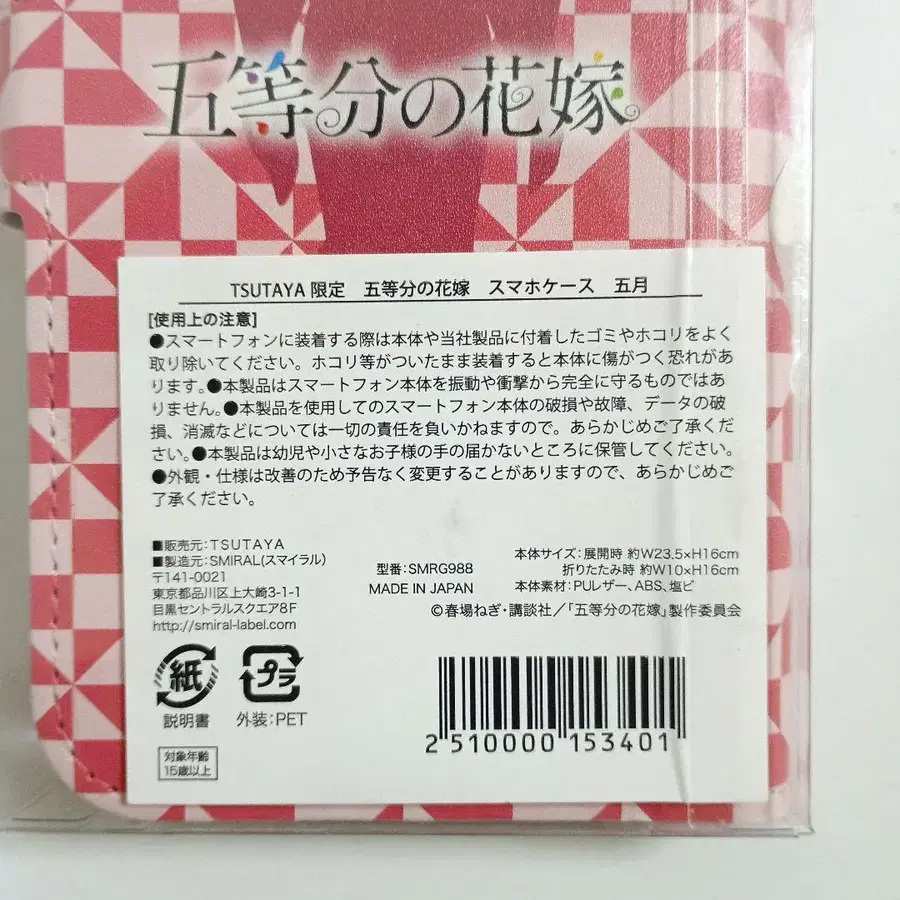 五等分の花嫁
TSUTAYA 限定　五等分の花嫁　スマホケース　五月
[使用上の注意]
●スマートフォンに装着する際は本体や当社製品に付着したゴミやホコリをよく
取り除いてください。ホコリ等がついたまま装着すると本体に傷がつく恐れがあ
ります。●本製品はスマートフォン本体を振動や衝撃から完全に守るものではあ
りません。●本製品を使用してのスマートフォン本体の破損や故障、データの破
損、消滅などについては一切の責任を負いかねますので。あらかじめご了承くださ
い。●本製品は幼児や小さなお子様の手の届かないところに保管してください。
●外観・仕様は改善のため予告なく変更することがありますので、あらかじめご
了承ください。
■販売元：TSUTAYA
■製造元：SMIRAL(スマイラル)
〒141-0021
東京都品川区上大崎3-1-1
目黒セントラルスクエア8F
http://smiral-label.com
型番：SMRG988
MADE IN JAPAN
本体サイズ：展開時 約W23.5×H16cm
折りたたみ時 約W10×H16cm
本体素材：PUレザー、ABS、塩ビ
©春場ねぎ・講談社／「五等分の花嫁」製作委員会
紙
説明書
プラ
外装：PET
対象年齢
15歳以上
2 510000 153401